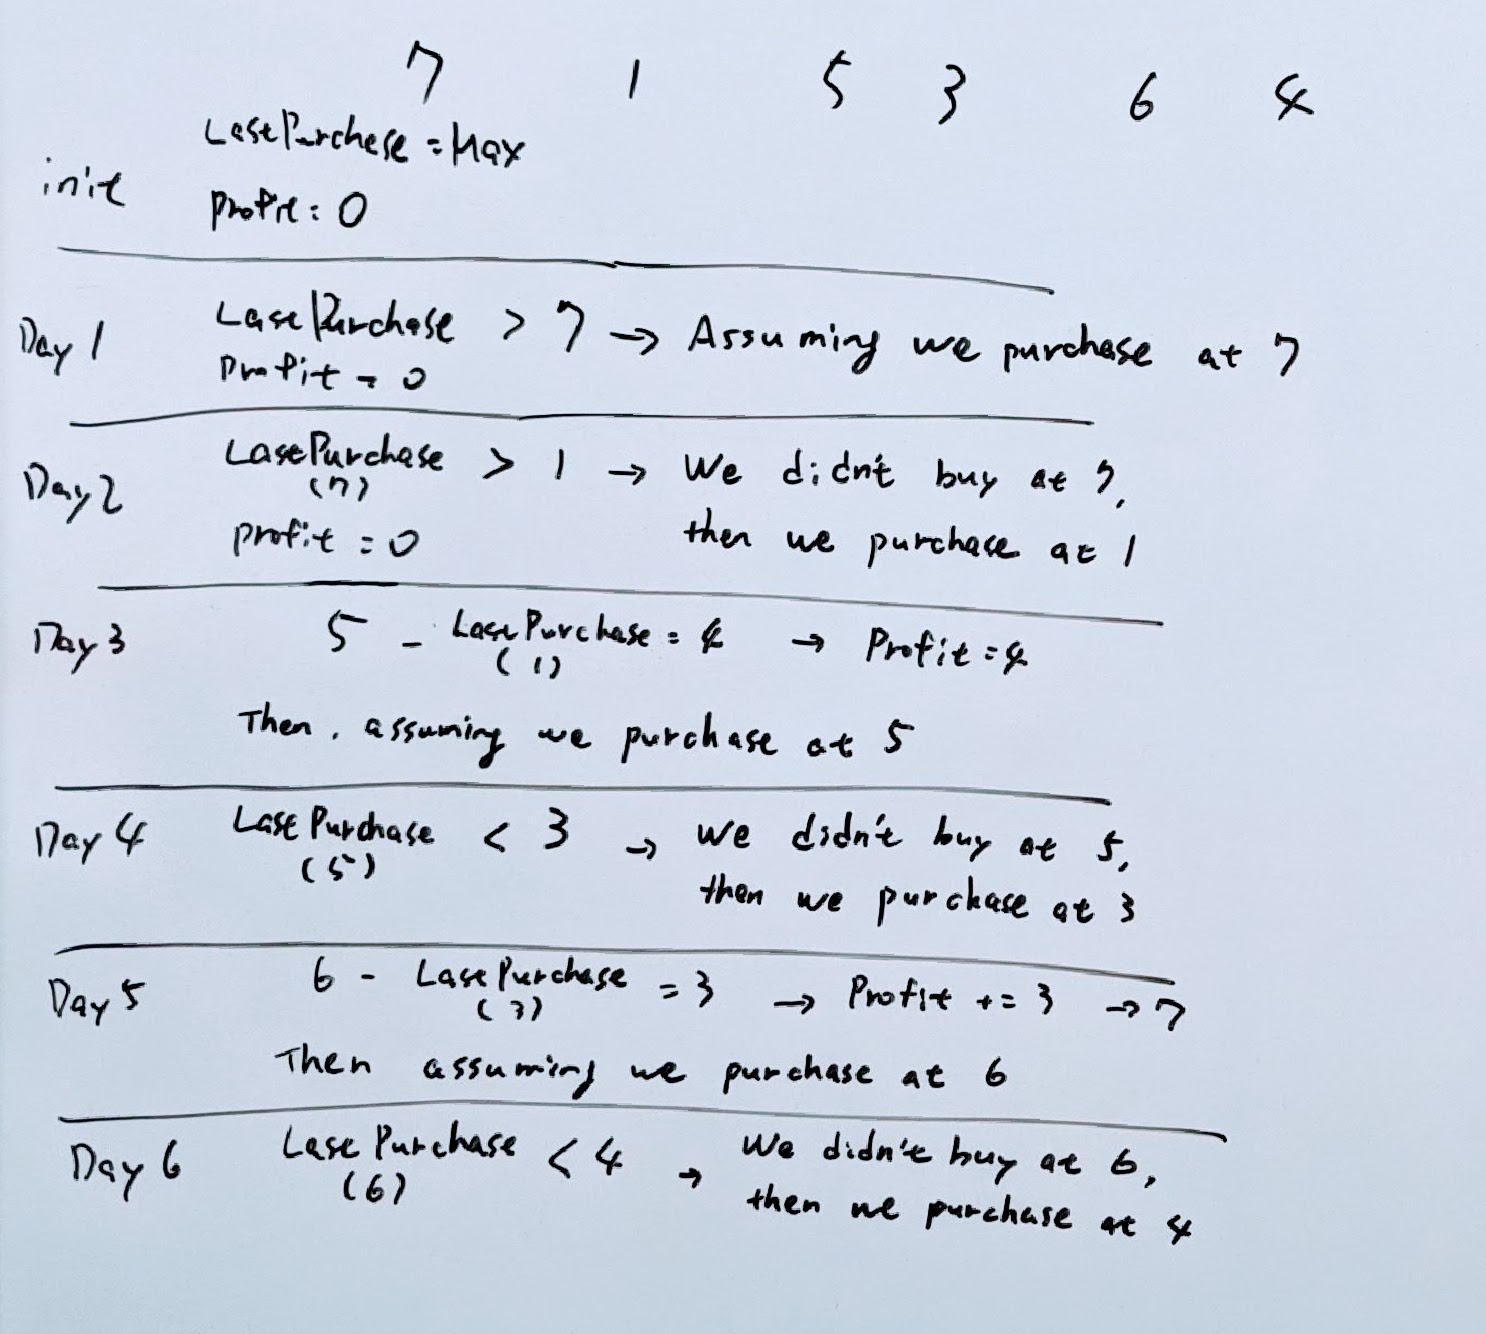 7 1 5 3 6 4
init LastPurchase = Max
profit = 0
Day 1 LastPurchase > 7 → Assuming we purchase at 7
Profit = 0
Day 2 LastPurchase > 1 → We didn't buy at 7,
(7) then we purchase at 1
profit = 0
Day 3 5 - LastPurchase = 4 → Profit = 4
(1)
Then, assuming we purchase at 5
Day 4 LastPurchase < 3 → we didn't buy at 5,
(5) then we purchase at 3
Day 5 6 - LastPurchase = 3 → Profit += 3 → 7
(3)
Then assuming we purchase at 6
Day 6 LastPurchase < 4 → We didn't buy at 6,
(6) then we purchase at 4